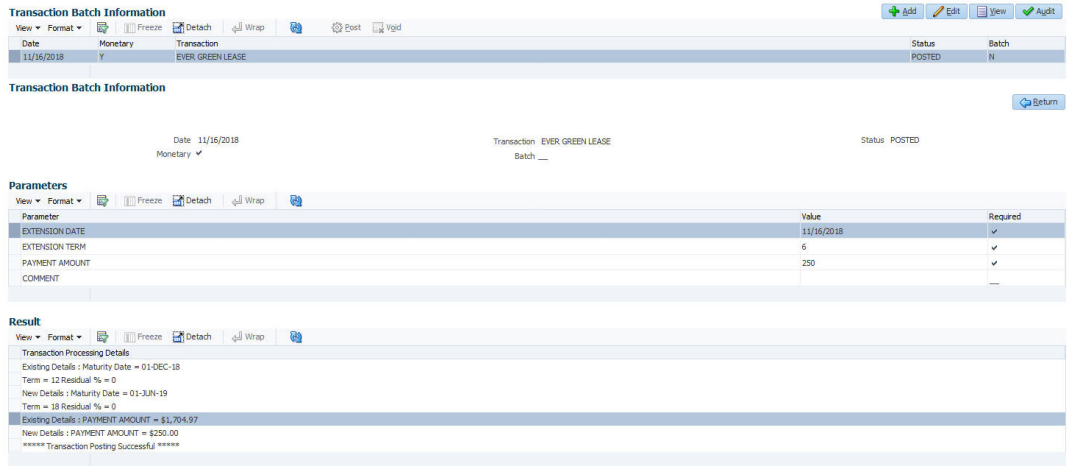 Transaction Batch Information
Add Edit View Audit
View Format Freeze Detach Wrap Post Void
Date Monetary Transaction Status Batch
11/16/2018 Y EVER GREEN LEASE POSTED N
Transaction Batch Information
Return
Date 11/16/2018 Transaction EVER GREEN LEASE Status POSTED
Monetary Batch
Parameters
View Format Freeze Detach Wrap
Parameter Value Required
EXTENSION DATE 11/16/2018
EXTENSION TERM 6
PAYMENT AMOUNT 250
COMMENT
Result
View Format Freeze Detach Wrap
Transaction Processing Details
Existing Details : Maturity Date = 01-DEC-18
Term = 12 Residual % = 0
New Details : Maturity Date = 01-JUN-19
Term = 18 Residual % = 0
Existing Details : PAYMENT AMOUNT = $1,704.97
New Details : PAYMENT AMOUNT = $250.00
***** Transaction Posting Successful *****